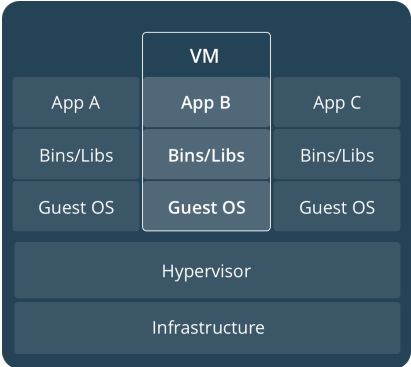 VM
App A App B App C
Bins/Libs Bins/Libs Bins/Libs
Guest OS Guest OS Guest OS
Hypervisor
Infrastructure